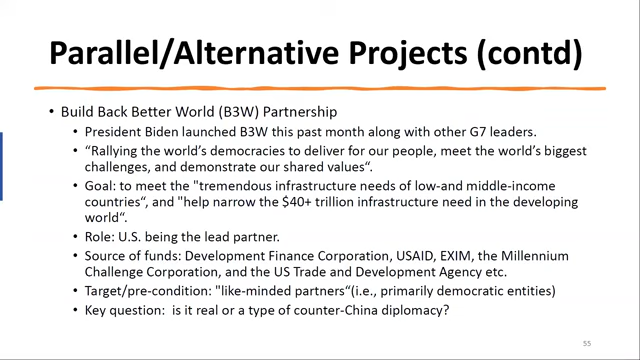 Parallel/Alternative Projects (contd)
• Build Back Better World (B3W) Partnership
• President Biden launched B3W this past month along with other G7 leaders.
• “Rallying the world’s democracies to deliver for our people, meet the world’s biggest
challenges, and demonstrate our shared values“.
• Goal: to meet the "tremendous infrastructure needs of low-and middle-income
countries“, and "help narrow the $40+ trillion infrastructure need in the developing
world“.
• Role: U.S. being the lead partner.
• Source of funds: Development Finance Corporation, USAID, EXIM, the Millennium
Challenge Corporation, and the US Trade and Development Agency etc.
• Target/pre-condition: "like-minded partners“(i.e., primarily democratic entities)
• Key question:  is it real or a type of counter-China diplomacy?
55